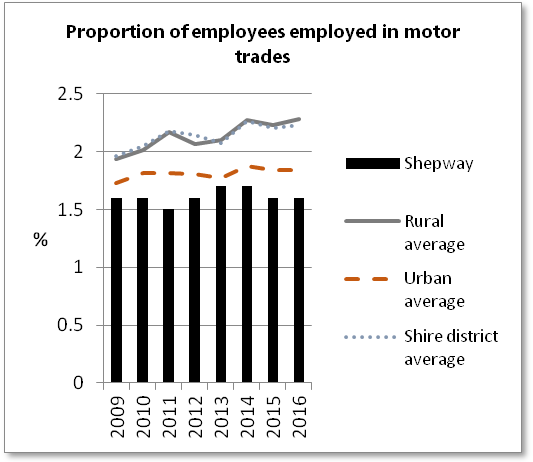 Proportion of employees employed in motor
trades
2.5
2
1.5
1
0.5
0
%
2009
2010
2011
2012
2013
2014
2015
2016
Shepway
Rural
average
Urban
average
Shire district
average